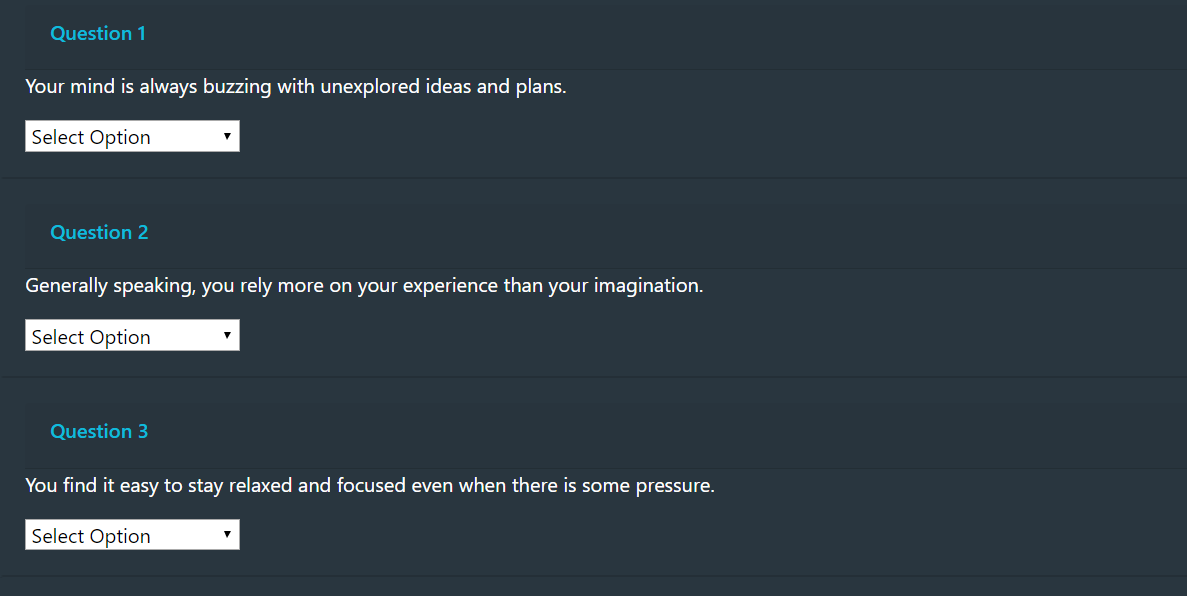 Question 1
Your mind is always buzzing with unexplored ideas and plans.
Select Option
Question 2
Generally speaking, you rely more on your experience than your imagination.
Select Option
Question 3
You find it easy to stay relaxed and focused even when there is some pressure.
Select Option